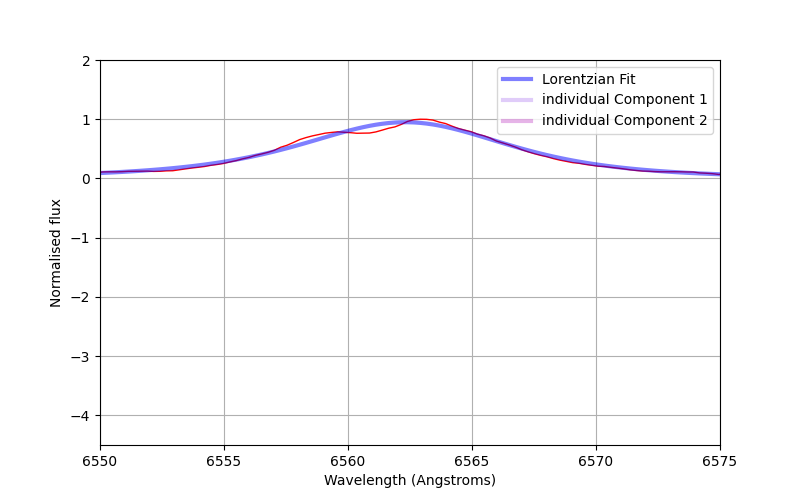 2
1
0
−1
−2
−3
−4
Normalised flux
Lorentzian Fit
individual Component 1
individual Component 2
6550 6555 6560 6565 6570 6575
Wavelength (Angstroms)